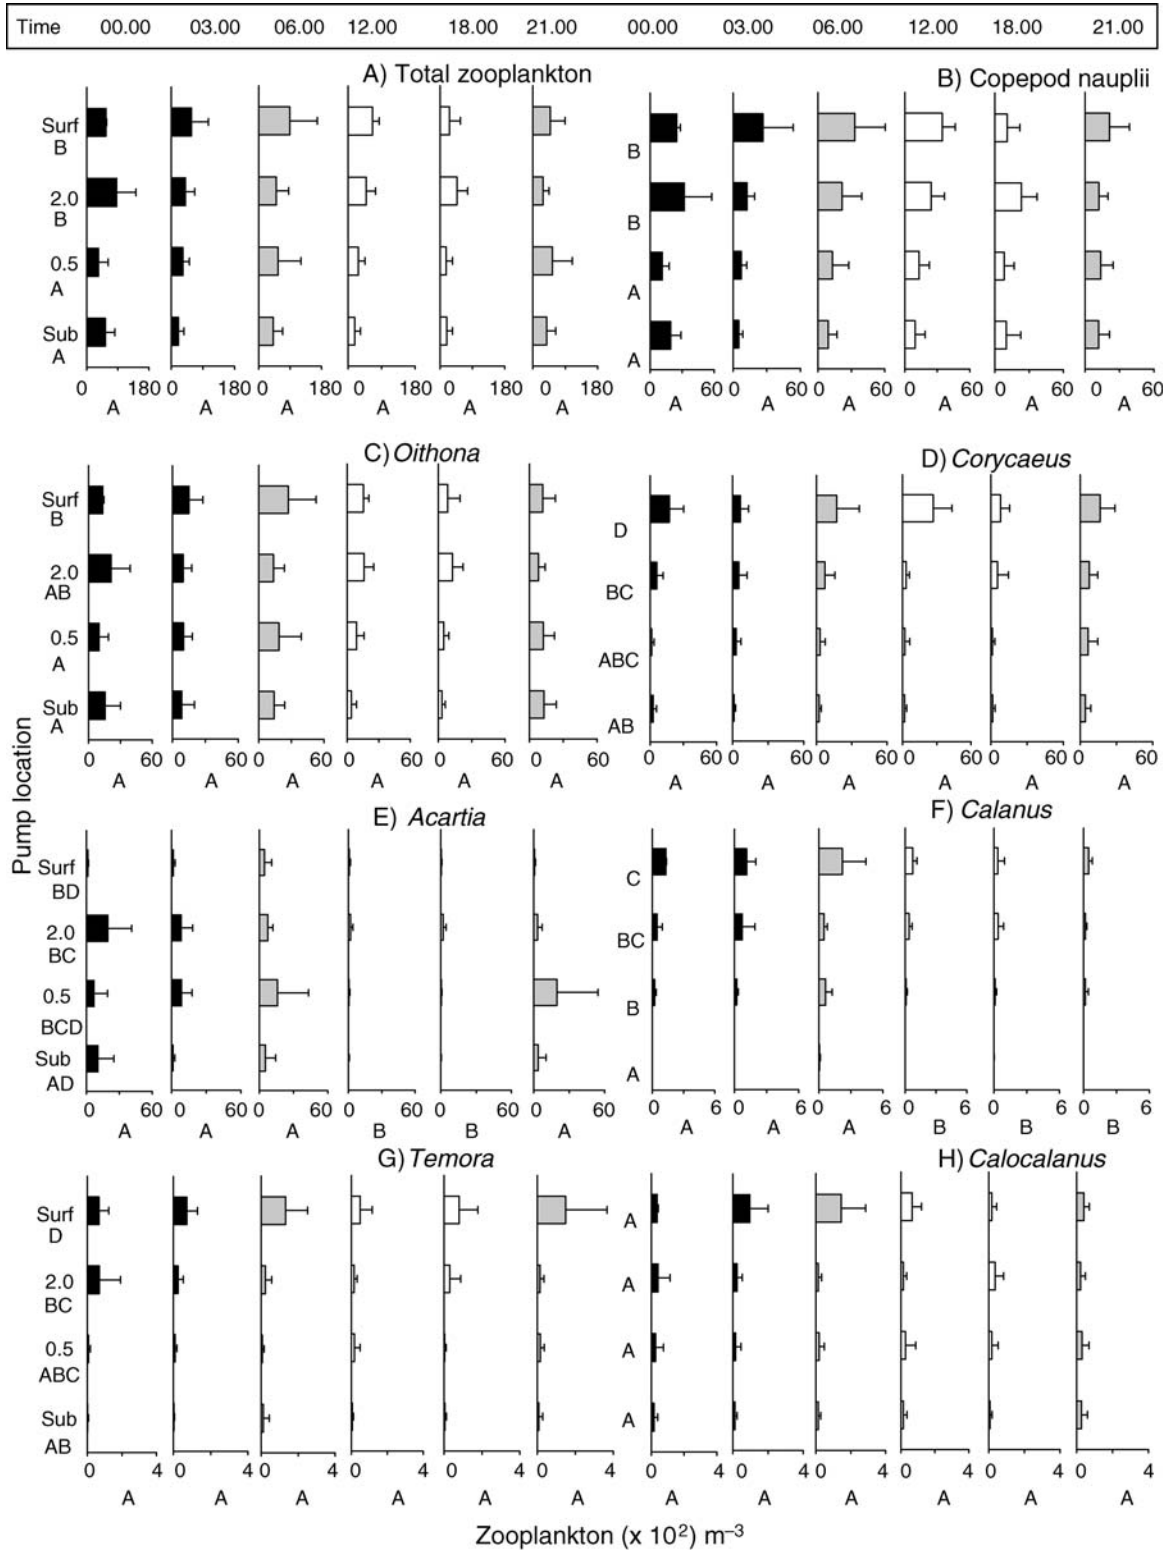 Time 00.00 03.00 06.00 12.00 18.00 21.00 00.00 03.00 06.00 12.00 18.00 21.00
A) Total zooplankton
B) Copepod nauplii
Surf
B
2.0
B
0.5
A
Sub
A
B
B
A
A
0 180 0 180 0 180 0 180 0 180 0 180
A A A A A A
0 60 0 60 0 60 0 60 0 60 0 60
A A A A A A
C) Oithona
D) Corycaeus
Surf
B
2.0
AB
0.5
A
Sub
A
D
BC
ABC
AB
0 60 0 60 0 60 0 60 0 60 0 60
A A A A A A
0 60 0 60 0 60 0 60 0 60 0 60
A A A A A A
Pump location
E) Acartia
F) Calanus
Surf
BD
2.0
BC
0.5
BCD
Sub
AD
C
BC
B
A
0 60 0 60 0 60 0 60 0 60 0 60
A A A B B A
0 6 0 6 0 6 0 6 0 6 0 6
A A A B B B
G) Temora
H) Calocalanus
Surf
D
2.0
BC
0.5
ABC
Sub
AB
A
A
A
A
0 4 0 4 0 4 0 4 0 4 0 4
A A A A A A
0 4 0 4 0 4 0 4 0 4 0 4
A A A A A A
Zooplankton (x 10²) m⁻³